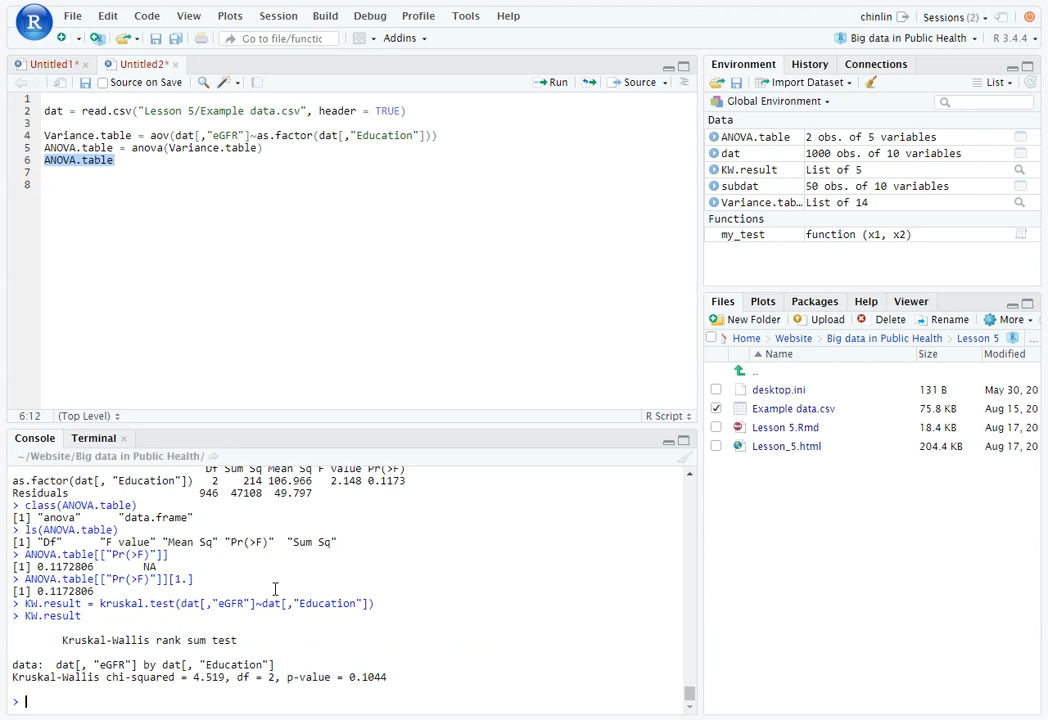 R File Edit Code View Plots Session Build Debug Profile Tools Help chinlin Sessions (2)
Go to file/functic Addins Big data in Public Health R 3.4.4
Untitled1* × Untitled2* ×
Source on Save Run Source
1
2 dat = read.csv("Lesson 5/Example data.csv", header = TRUE)
3
4 Variance.table = aov(dat[,"eGFR"]~as.factor(dat[,"Education"]))
5 ANOVA.table = anova(Variance.table)
6 ANOVA.table
7
8
6:12 (Top Level) R Script
Console Terminal ×
~/Website/Big data in Public Health/
Df Sum Sq Mean Sq F value Pr(>F)
as.factor(dat[, "Education"]) 2 214 106.966 2.148 0.1173
Residuals 946 47108 49.797
> class(ANOVA.table)
[1] "anova" "data.frame"
> ls(ANOVA.table)
[1] "Df" "F value" "Mean Sq" "Pr(>F)" "Sum Sq"
> ANOVA.table[["Pr(>F)"]]
[1] 0.1172806 NA
> ANOVA.table[["Pr(>F)"]][1.]
[1] 0.1172806
> KW.result = kruskal.test(dat[,"eGFR"]~dat[,"Education"])
> KW.result
Kruskal-Wallis rank sum test
data: dat[, "eGFR"] by dat[, "Education"]
Kruskal-Wallis chi-squared = 4.519, df = 2, p-value = 0.1044
>
Environment History Connections
Import Dataset List
Global Environment
Data
ANOVA.table 2 obs. of 5 variables
dat 1000 obs. of 10 variables
KW.result List of 5
subdat 50 obs. of 10 variables
Variance.tab… List of 14
Functions
my_test function (x1, x2)
Files Plots Packages Help Viewer
New Folder Upload Delete Rename More
Home Website Big data in Public Health Lesson 5 ...
Name Size Modified
..
desktop.ini 131 B May 30, 20
Example data.csv 75.8 KB Aug 15, 20
Lesson 5.Rmd 18.4 KB Aug 17, 20
Lesson_5.html 204.4 KB Aug 17, 20